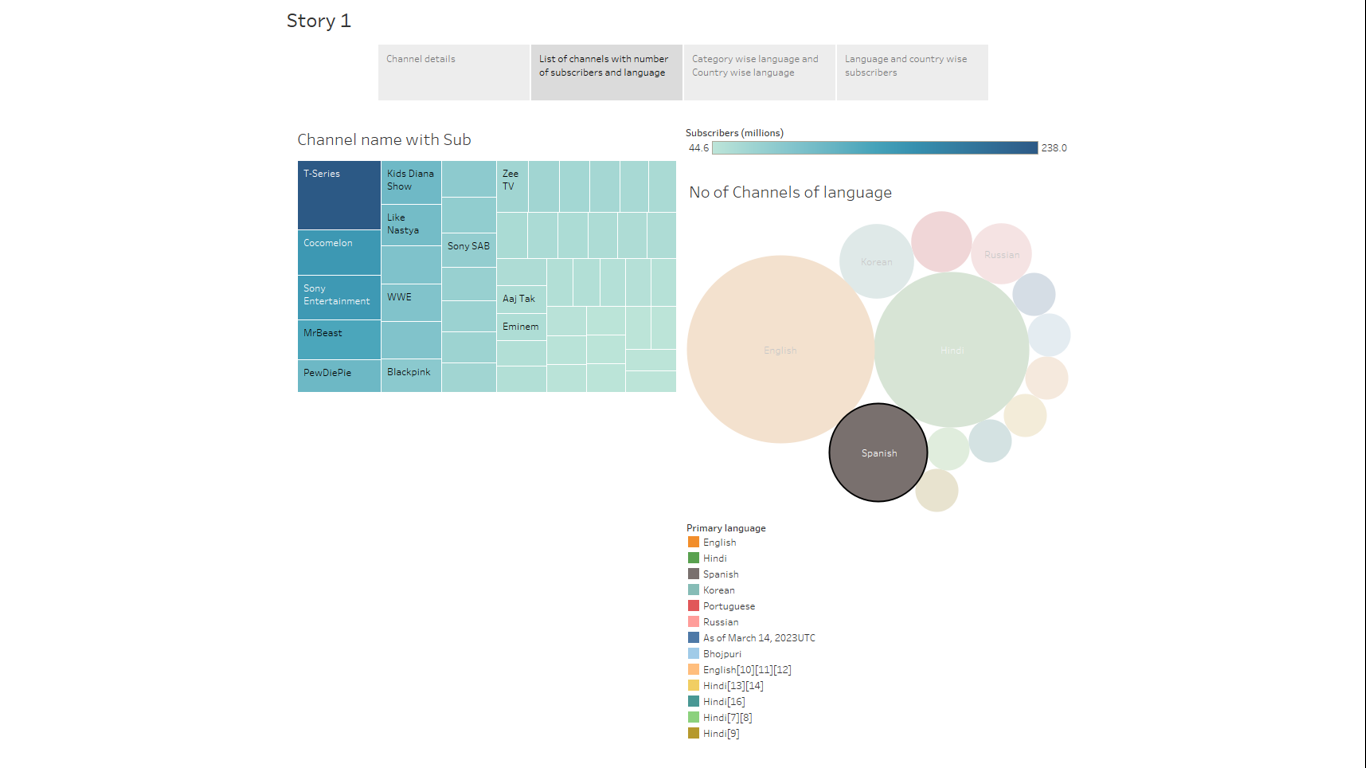 Story 1
Channel details
List of channels with number
of subscribers and language
Category wise language and
Country wise language
Language and country wise
subscribers
Channel name with Sub
T-Series
Cocomelon
Sony
Entertainment
MrBeast
PewDiePie
Kids Diana
Show
Like
Nastya
WWE
Blackpink
Sony SAB
Zee
TV
Aaj Tak
Eminem
Subscribers (millions)
44.6
238.0
No of Channels of language
Korean
Russian
English
Hindi
Spanish
Primary language
English
Hindi
Spanish
Korean
Portuguese
Russian
As of March 14, 2023UTC
Bhojpuri
English[10][11][12]
Hindi[13][14]
Hindi[16]
Hindi[7][8]
Hindi[9]